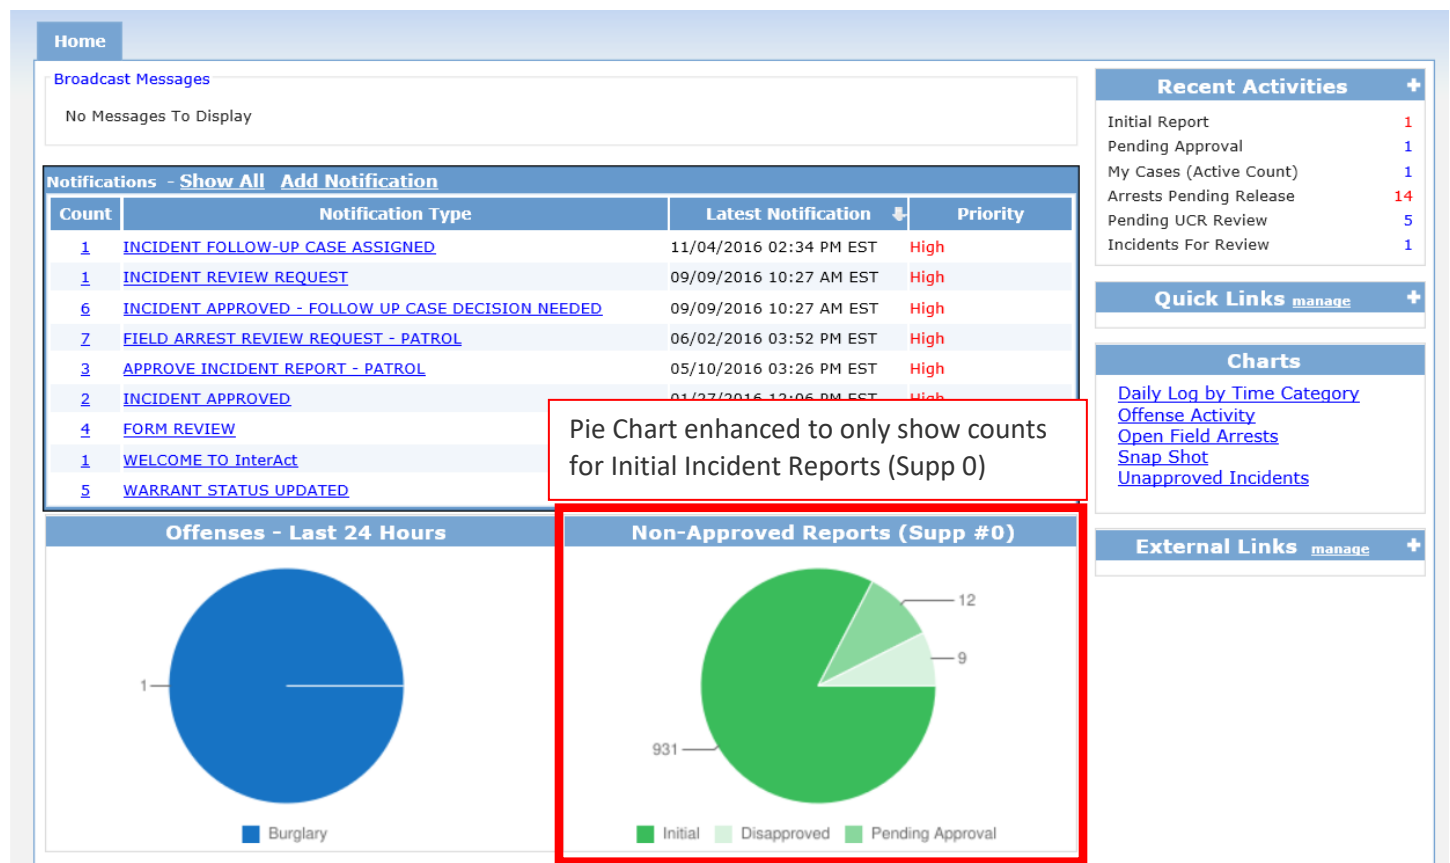 Home
Broadcast Messages
No Messages To Display
Notifications - Show All Add Notification
Count Notification Type Latest Notification Priority
1 INCIDENT FOLLOW-UP CASE ASSIGNED 11/04/2016 02:34 PM EST High
1 INCIDENT REVIEW REQUEST 09/09/2016 10:27 AM EST High
6 INCIDENT APPROVED - FOLLOW UP CASE DECISION NEEDED 09/09/2016 10:27 AM EST High
7 FIELD ARREST REVIEW REQUEST - PATROL 06/02/2016 03:52 PM EST High
3 APPROVE INCIDENT REPORT - PATROL 05/10/2016 03:26 PM EST High
2 INCIDENT APPROVED 01/27/2016 12:06 PM EST High
4 FORM REVIEW
1 WELCOME TO InterAct
5 WARRANT STATUS UPDATED
Pie Chart enhanced to only show counts
for Initial Incident Reports (Supp 0)
Offenses - Last 24 Hours
1
Burglary
Non-Approved Reports (Supp #0)
12
9
931
Initial Disapproved Pending Approval
Recent Activities
Initial Report 1
Pending Approval 1
My Cases (Active Count) 1
Arrests Pending Release 14
Pending UCR Review 5
Incidents For Review 1
Quick Links manage
Charts
Daily Log by Time Category
Offense Activity
Open Field Arrests
Snap Shot
Unapproved Incidents
External Links manage